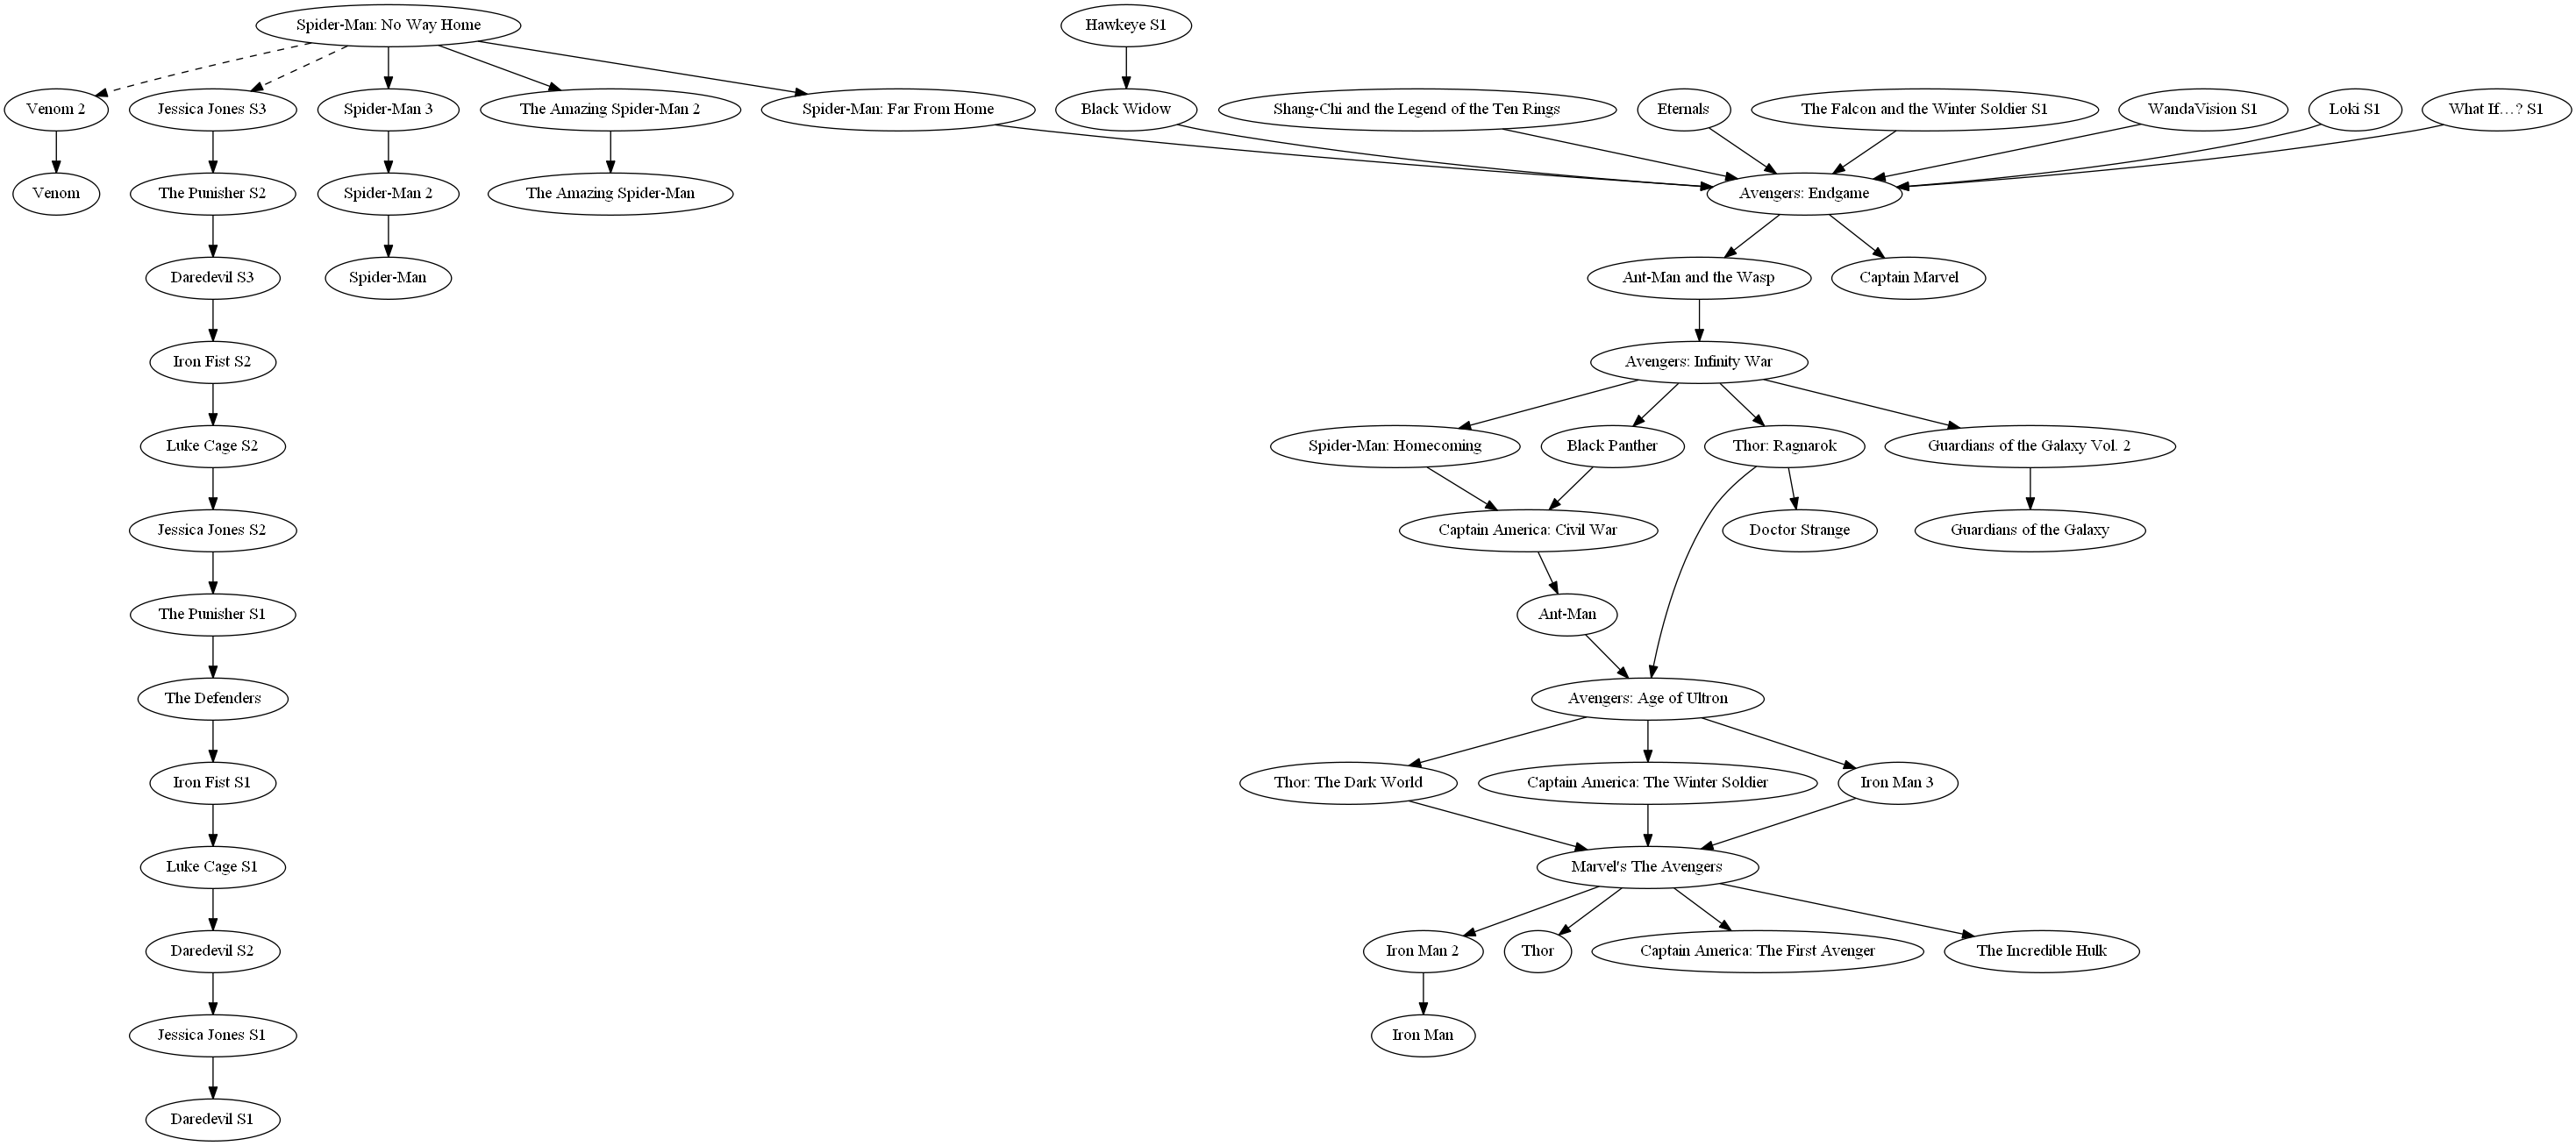 Spider-Man: No Way Home
Hawkeye S1
Venom 2
Jessica Jones S3
Spider-Man 3
The Amazing Spider-Man 2
Spider-Man: Far From Home
Black Widow
Shang-Chi and the Legend of the Ten Rings
Eternals
The Falcon and the Winter Soldier S1
WandaVision S1
Loki S1
What If…? S1
Venom
The Punisher S2
Spider-Man 2
The Amazing Spider-Man
Avengers: Endgame
Daredevil S3
Spider-Man
Ant-Man and the Wasp
Captain Marvel
Iron Fist S2
Avengers: Infinity War
Luke Cage S2
Spider-Man: Homecoming
Black Panther
Thor: Ragnarok
Guardians of the Galaxy Vol. 2
Jessica Jones S2
Captain America: Civil War
Doctor Strange
Guardians of the Galaxy
The Punisher S1
Ant-Man
The Defenders
Avengers: Age of Ultron
Iron Fist S1
Thor: The Dark World
Captain America: The Winter Soldier
Iron Man 3
Luke Cage S1
Marvel's The Avengers
Daredevil S2
Iron Man 2
Thor
Captain America: The First Avenger
The Incredible Hulk
Jessica Jones S1
Iron Man
Daredevil S1